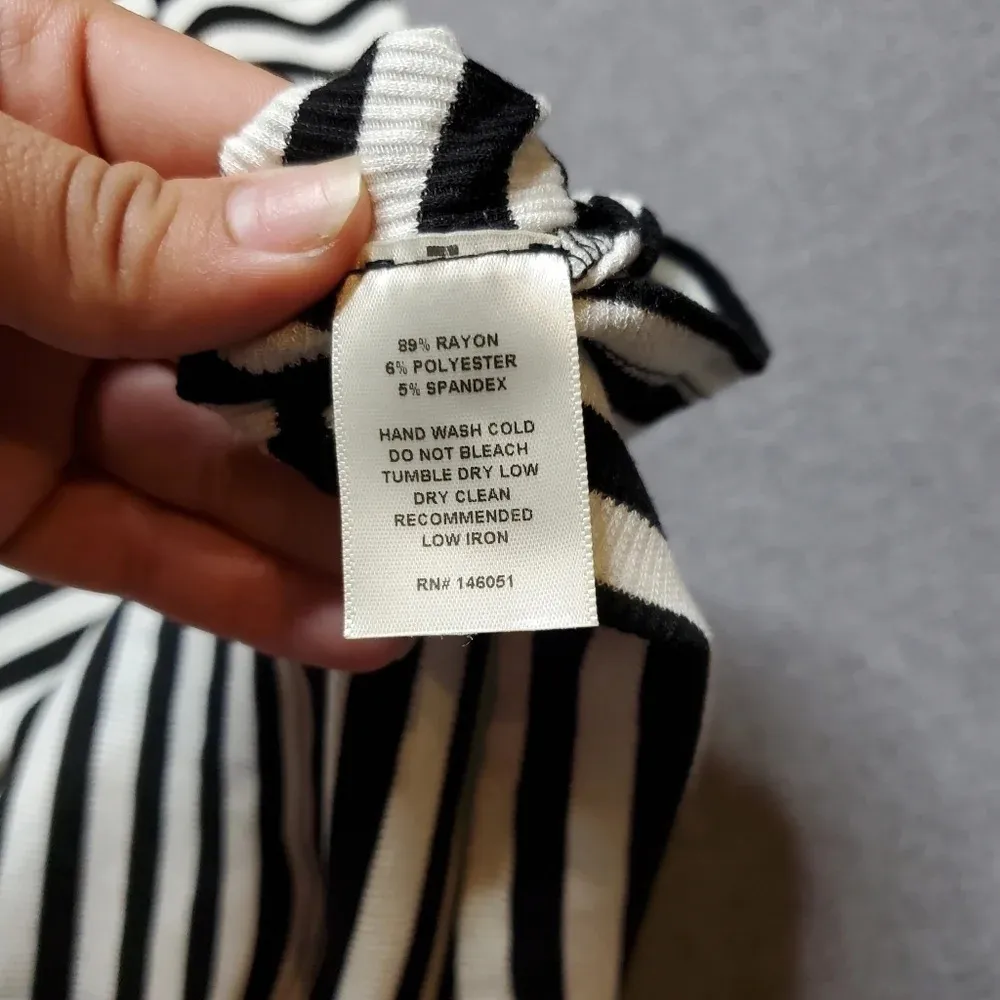 89% RAYON
6% POLYESTER
5% SPANDEX
HAND WASH COLD
DO NOT BLEACH
TUMBLE DRY LOW
DRY CLEAN
RECOMMENDED
LOW IRON
RN# 146051